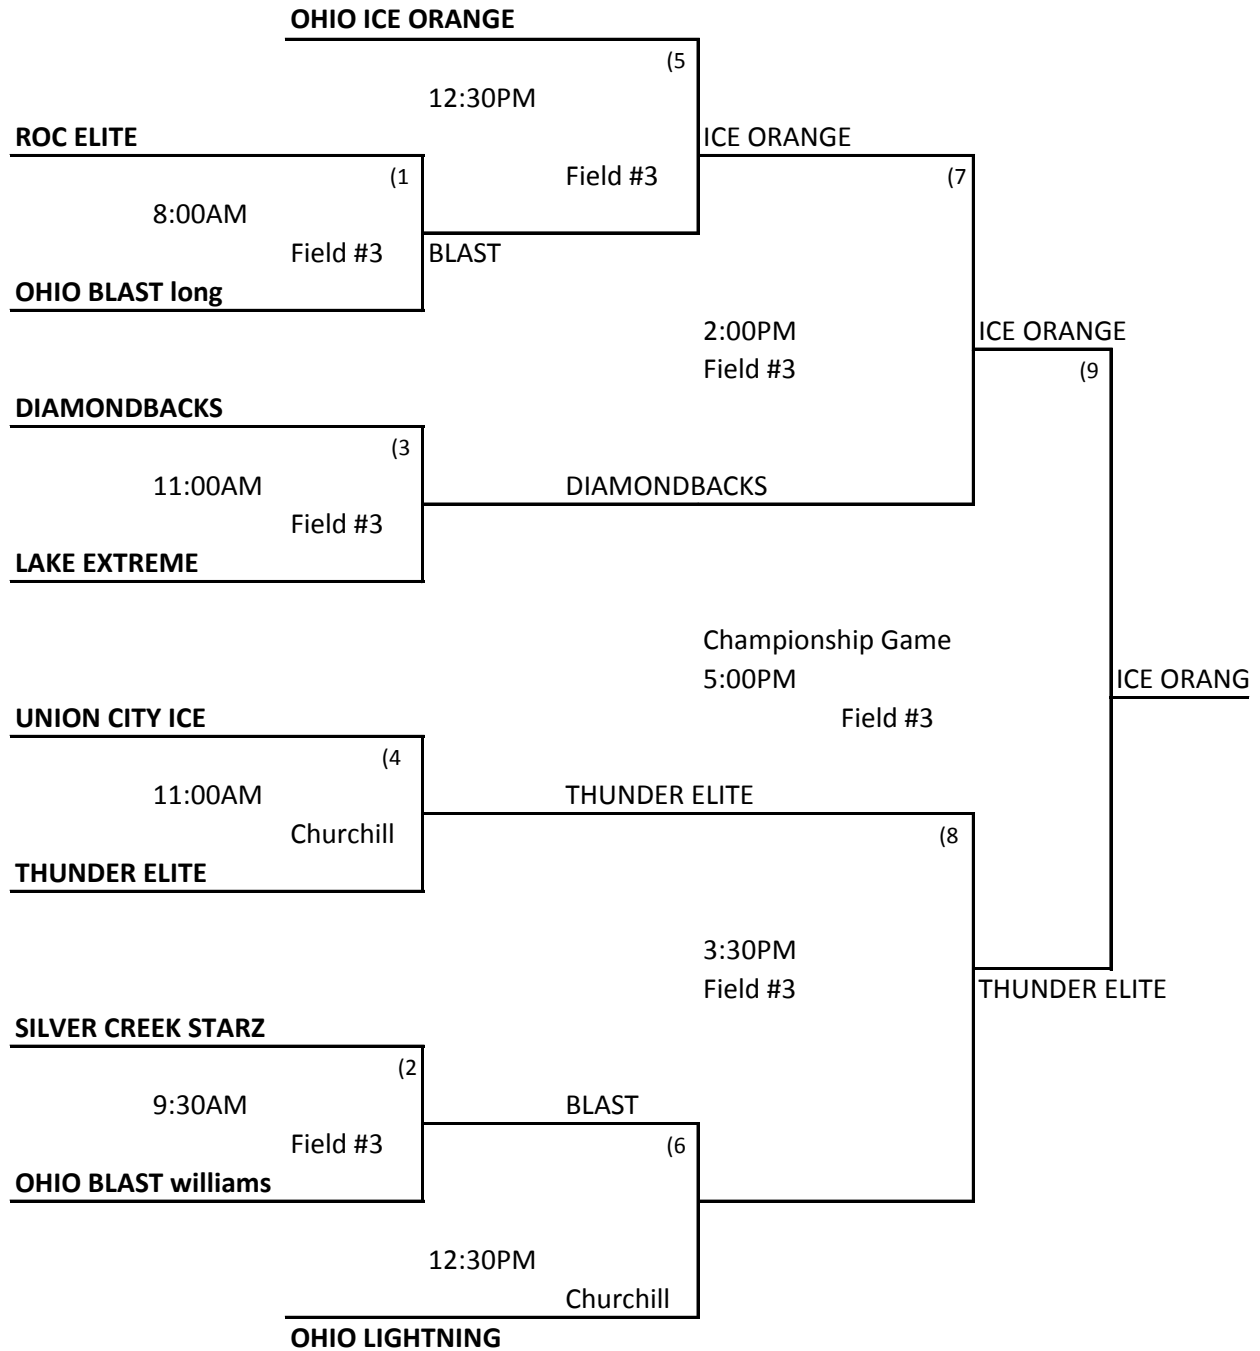 OHIO ICE ORANGE
(5
12:30PM
ROC ELITE
ICE ORANGE
(1
Field #3
(7
8:00AM
Field #3
BLAST
OHIO BLAST long
2:00PM
ICE ORANGE
Field #3
(9
DIAMONDBACKS
(3
11:00AM
DIAMONDBACKS
Field #3
LAKE EXTREME
Championship Game
5:00PM
ICE ORANG
UNION CITY ICE
Field #3
(4
11:00AM
THUNDER ELITE
Churchill
(8
THUNDER ELITE
3:30PM
Field #3
THUNDER ELITE
SILVER CREEK STARZ
(2
9:30AM
BLAST
Field #3
(6
OHIO BLAST williams
12:30PM
Churchill
OHIO LIGHTNING